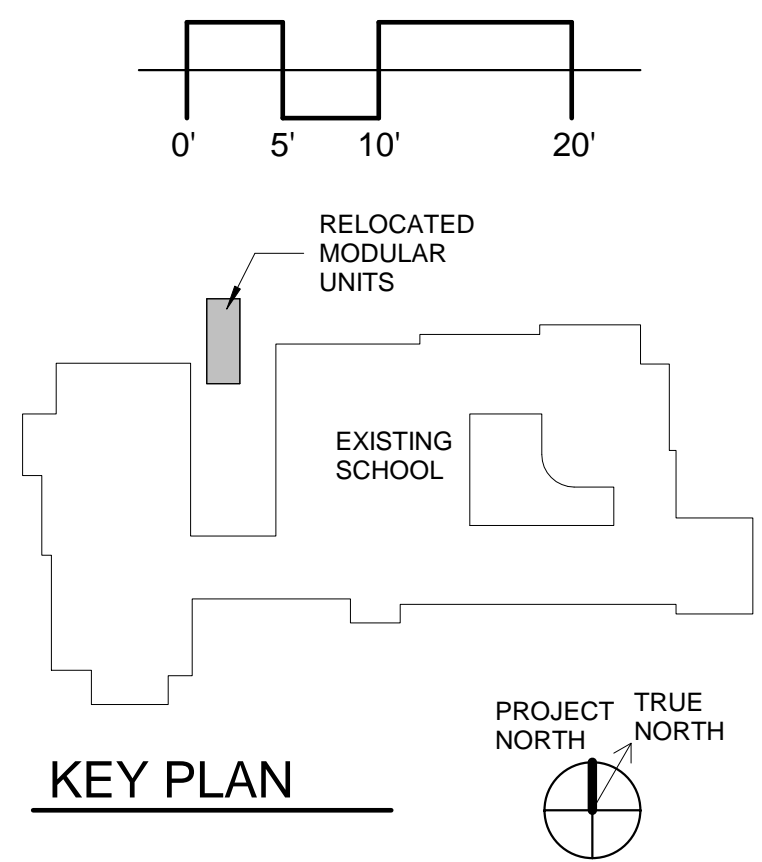 0' 5' 10' 20'
RELOCATED
MODULAR
UNITS
EXISTING
SCHOOL
PROJECT
NORTH
TRUE
NORTH
KEY PLAN